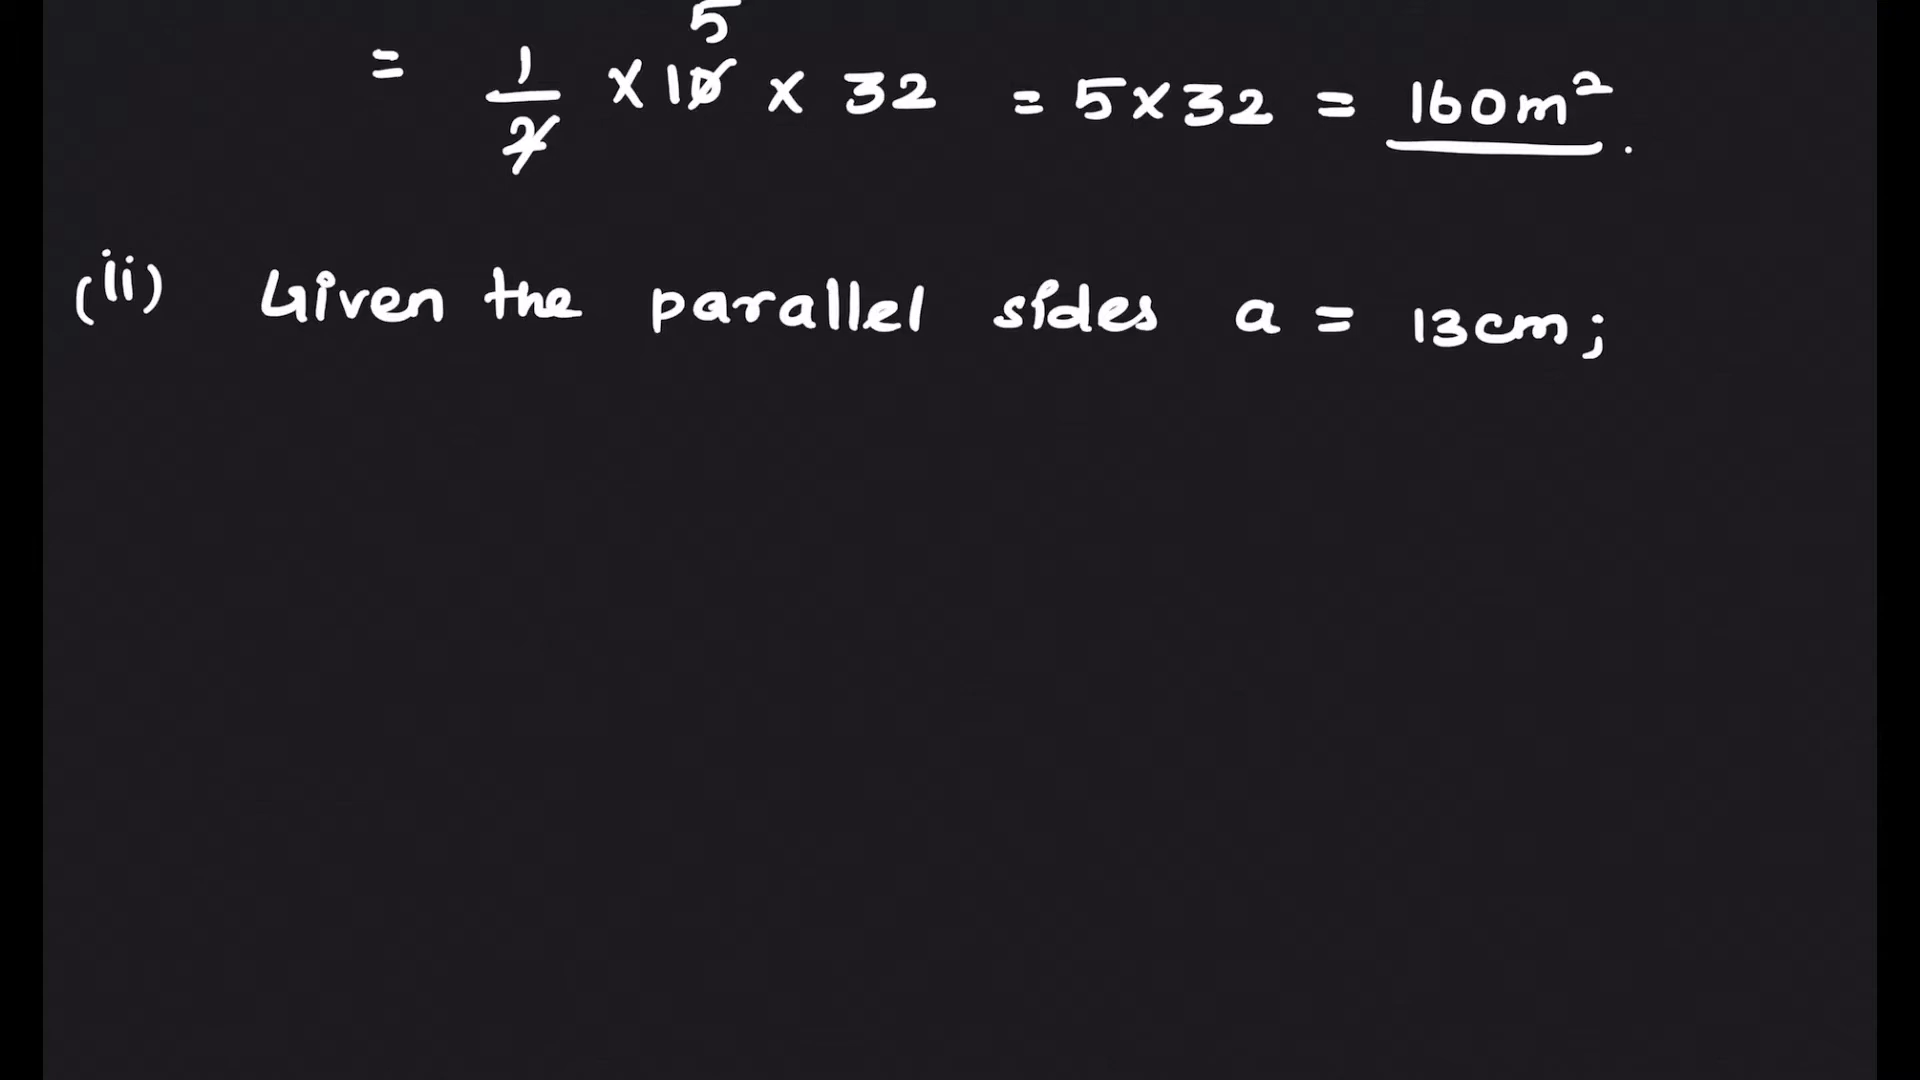 5
= 1/2 × 10 × 32 = 5×32 = 160m².
(ii) Given the parallel sides a = 13cm;